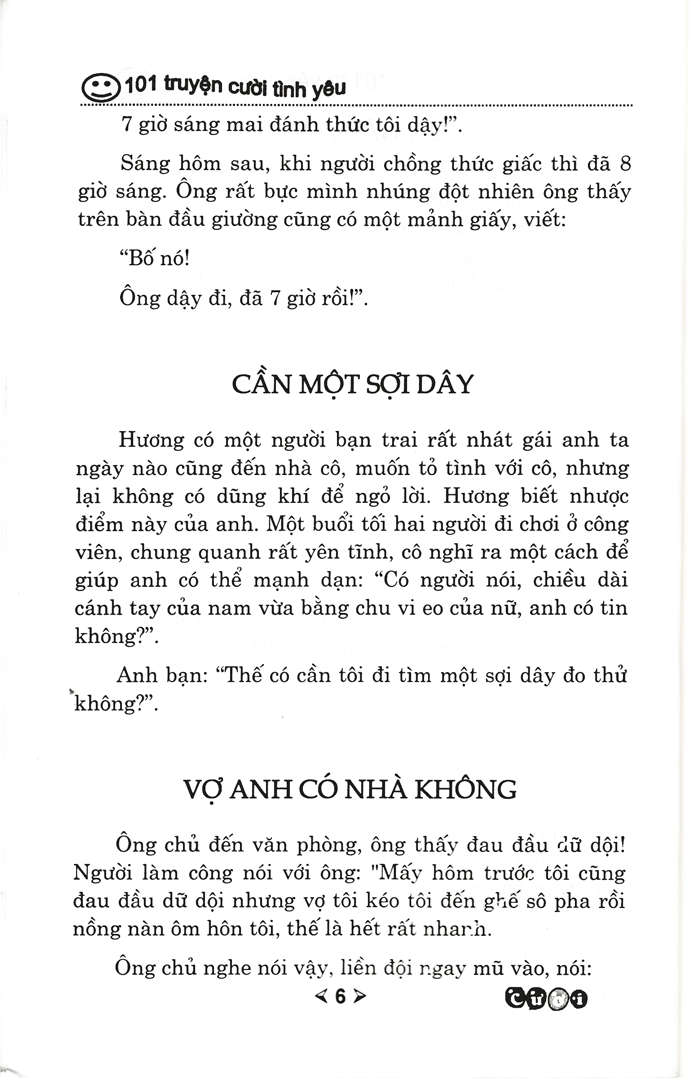 101 truyện cười tình yêu
7 giờ sáng mai đánh thức tôi dậy!”.
Sáng hôm sau, khi người chồng thức giấc thì đã 8
giờ sáng. Ông rất bực mình nhúng đột nhiên ông thấy
trên bàn đầu giường cũng có một mảnh giấy, viết:
“Bố nó!
Ông dậy đi, đã 7 giờ rồi!”.
CẦN MỘT SỢI DÂY
Hương có một người bạn trai rất nhát gái anh ta
ngày nào cũng đến nhà cô, muốn tỏ tình với cô, nhưng
lại không có dũng khí để ngỏ lời. Hương biết nhược
điểm này của anh. Một buổi tối hai người đi chơi ở công
viên, chung quanh rất yên tĩnh, cô nghĩ ra một cách để
giúp anh có thể mạnh dạn: “Có người nói, chiều dài
cánh tay của nam vừa bằng chu vi eo của nữ, anh có tin
không?”.
Anh bạn: “Thế có cần tôi đi tìm một sợi dây đo thử
không?”.
VỢ ANH CÓ NHÀ KHÔNG
Ông chủ đến văn phòng, ông thấy đau đầu dữ dội!
Người làm công nói với ông: "Mấy hôm trước tôi cũng
đau đầu dữ dội nhưng vợ tôi kéo tôi đến ghế sô pha rồi
nồng nàn ôm hôn tôi, thế là hết rất nhanh.
Ông chủ nghe nói vậy, liền đội ngay mũ vào, nói:
< 6 > cười